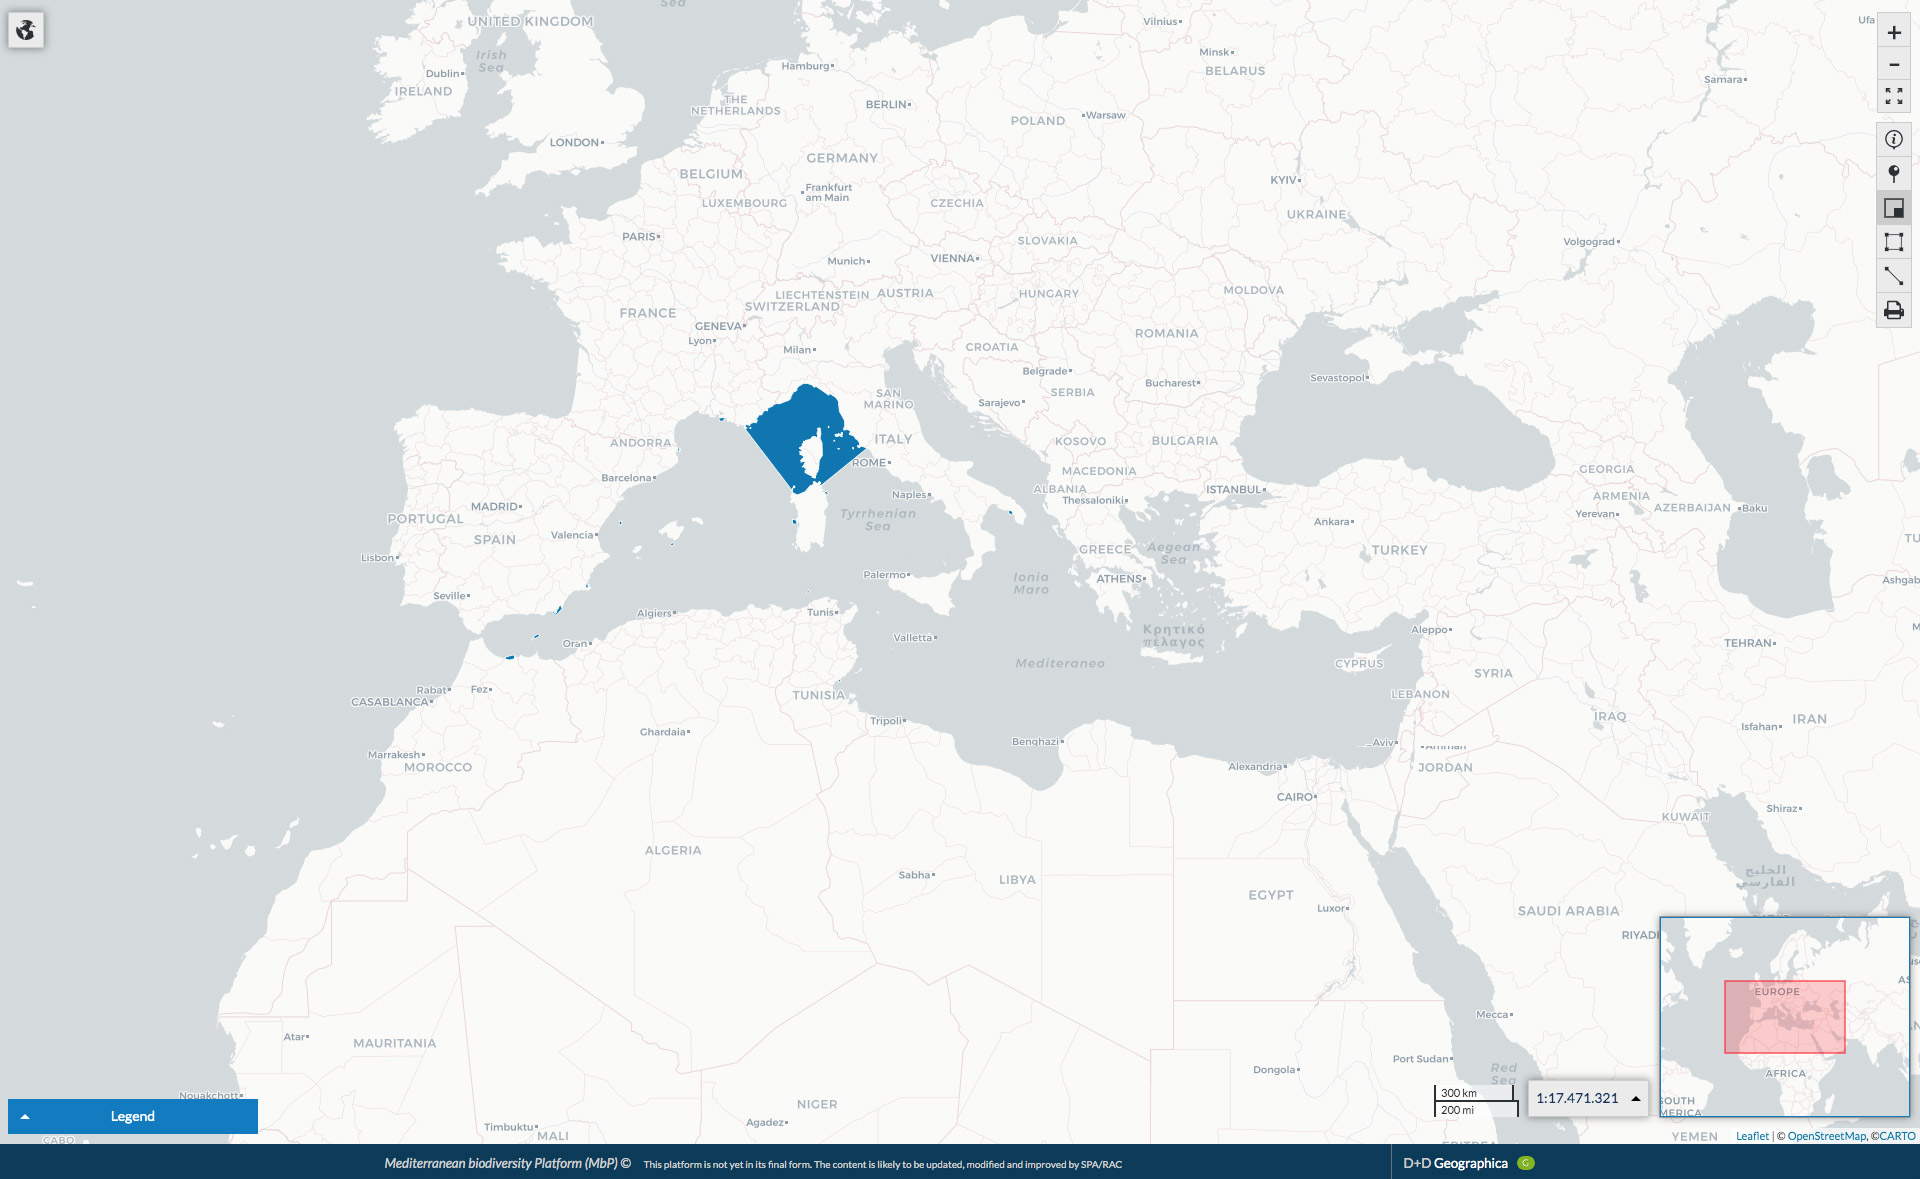 Sea
UNITED KINGDOM
Vilnius
Ufa
Irish
Sea
Minsk
Hamburg
BELARUS
Dublin
Samara
IRELAND
THE
NETHERLANDS
BERLIN
POLAND
Warsaw
LONDON
GERMANY
BELGIUM
KYIV
Frankfurt
am Main
LUXEMBOURG
CZECHIA
UKRAINE
PARIS
SLOVAKIA
Volgograd
Munich
VIENNA
LIECHTENSTEIN
AUSTRIA
HUNGARY
MOLDOVA
SWITZERLAND
FRANCE
GENEVA
ROMANIA
Lyon
Milan
CROATIA
Belgrade
Bucharest
Sevastopol
SAN
MARINO
SERBIA
Sarajevo
ANDORRA
ITALY
KOSOVO
BULGARIA
ROME
MACEDONIA
GEORGIA
Barcelona
ALBANIA
ISTANBUL
Naples
Thessaloniki
ARMENIA
MADRID
AZERBAIJAN
Baku
PORTUGAL
Tyrrhenian
Sea
Yerevan
Ankara
SPAIN
Valencia
TU
GREECE
Aegean
Sea
TURKEY
Lisbon
Palermo
Ionia
Maro
ATHENS
Ashgab
Seville
Algiers
Tunis
Κρητικό
πέλαγος
Aleppo
M
Valletta
Oran
TEHRAN
Mediteraneo
CYPRUS
SYRIA
Rabat
Fez
TUNISIA
LEBANON
CASABLANCA
Tripoli
IRAQ
IRAN
Isfahan
Ghardaia
Benghazi
Aviv
Amman
Marrakesh
MOROCCO
Alexandria
JORDAN
CAIRO
Shiraz
KUWAIT
ALGERIA
الخليج
الفارسي
Sabha
LIBYA
EGYPT
Luxor
SAUDI ARABIA
RIYADH
EUROPE
AS
Mecca
Atar
MAURITANIA
Port Sudan
Dongola
Red
Sea
AFRICA
Nouakchott
300 km
200 mi
1:17.471.321
SOUTH
MERICA
NIGER
Legend
Agadez
Timbuktu
MALI
CABO
ERITREA
YEMEN
Leaflet | © OpenStreetMap, ©CARTO
Mediterranean biodiversity Platform (MbP) © This platform is not yet in its final form. The content is likely to be updated, modified and improved by SPA/RAC
D+D Geographica G